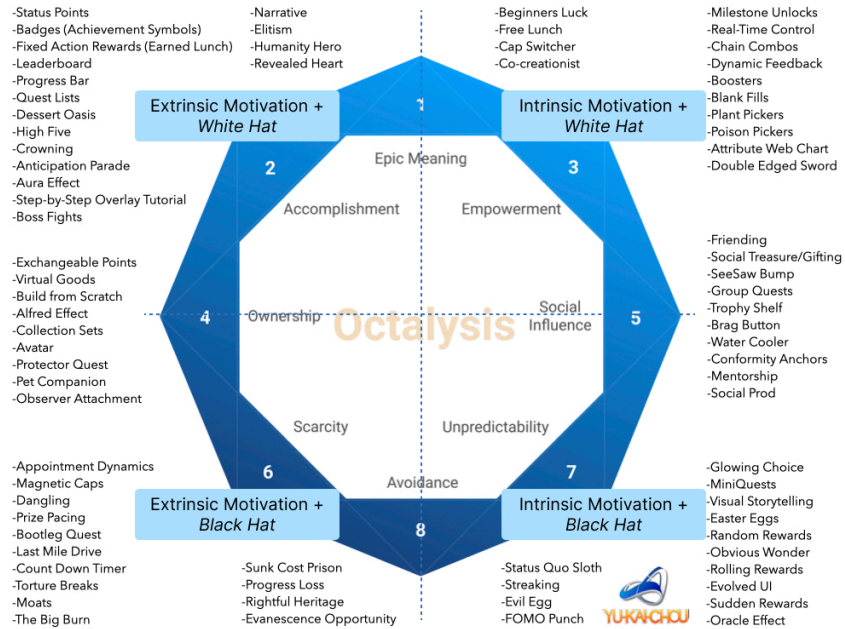 -Status Points
-Badges (Achievement Symbols)
-Fixed Action Rewards (Earned Lunch)
-Leaderboard
-Progress Bar
-Quest Lists
-Dessert Oasis
-High Five
-Crowning
-Anticipation Parade
-Aura Effect
-Step-by-Step Overlay Tutorial
-Boss Fights
-Narrative
-Elitism
-Humanity Hero
-Revealed Heart
-Beginners Luck
-Free Lunch
-Cap Switcher
-Co-creationist
-Milestone Unlocks
-Real-Time Control
-Chain Combos
-Dynamic Feedback
-Boosters
-Blank Fills
-Plant Pickers
-Poison Pickers
-Attribute Web Chart
-Double Edged Sword
Extrinsic Motivation +
White Hat
1
Intrinsic Motivation +
White Hat
Epic Meaning
2
3
Accomplishment
Empowerment
-Exchangeable Points
-Virtual Goods
-Build from Scratch
-Alfred Effect
-Collection Sets
-Avatar
-Protector Quest
-Pet Companion
-Observer Attachment
4
Ownership
Octalysis
Social
Influence
5
-Friending
-Social Treasure/Gifting
-SeeSaw Bump
-Group Quests
-Trophy Shelf
-Brag Button
-Water Cooler
-Conformity Anchors
-Mentorship
-Social Prod
Scarcity
Unpredictability
6
Avoidance
7
Extrinsic Motivation +
Black Hat
8
Intrinsic Motivation +
Black Hat
-Appointment Dynamics
-Magnetic Caps
-Dangling
-Prize Pacing
-Bootleg Quest
-Last Mile Drive
-Count Down Timer
-Torture Breaks
-Moats
-The Big Burn
-Sunk Cost Prison
-Progress Loss
-Rightful Heritage
-Evanescence Opportunity
-Status Quo Sloth
-Streaking
-Evil Egg
-FOMO Punch
YU-KAI CHOU
-Glowing Choice
-MiniQuests
-Visual Storytelling
-Easter Eggs
-Random Rewards
-Obvious Wonder
-Rolling Rewards
-Evolved UI
-Sudden Rewards
-Oracle Effect